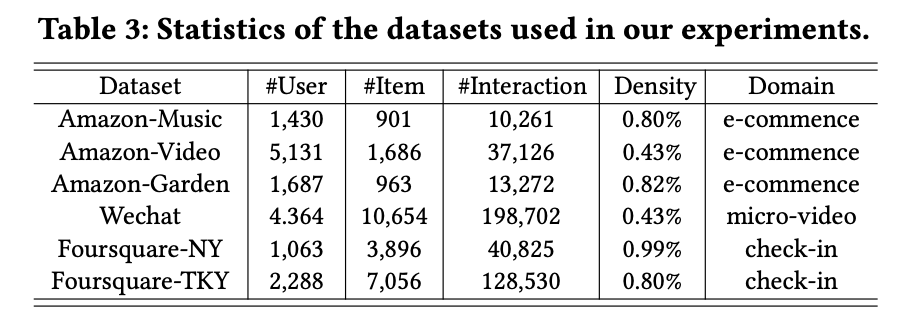 Table 3: Statistics of the datasets used in our experiments.
Dataset #User #Item #Interaction Density Domain
Amazon-Music 1,430 901 10,261 0.80% e-commence
Amazon-Video 5,131 1,686 37,126 0.43% e-commence
Amazon-Garden 1,687 963 13,272 0.82% e-commence
Wechat 4.364 10,654 198,702 0.43% micro-video
Foursquare-NY 1,063 3,896 40,825 0.99% check-in
Foursquare-TKY 2,288 7,056 128,530 0.80% check-in